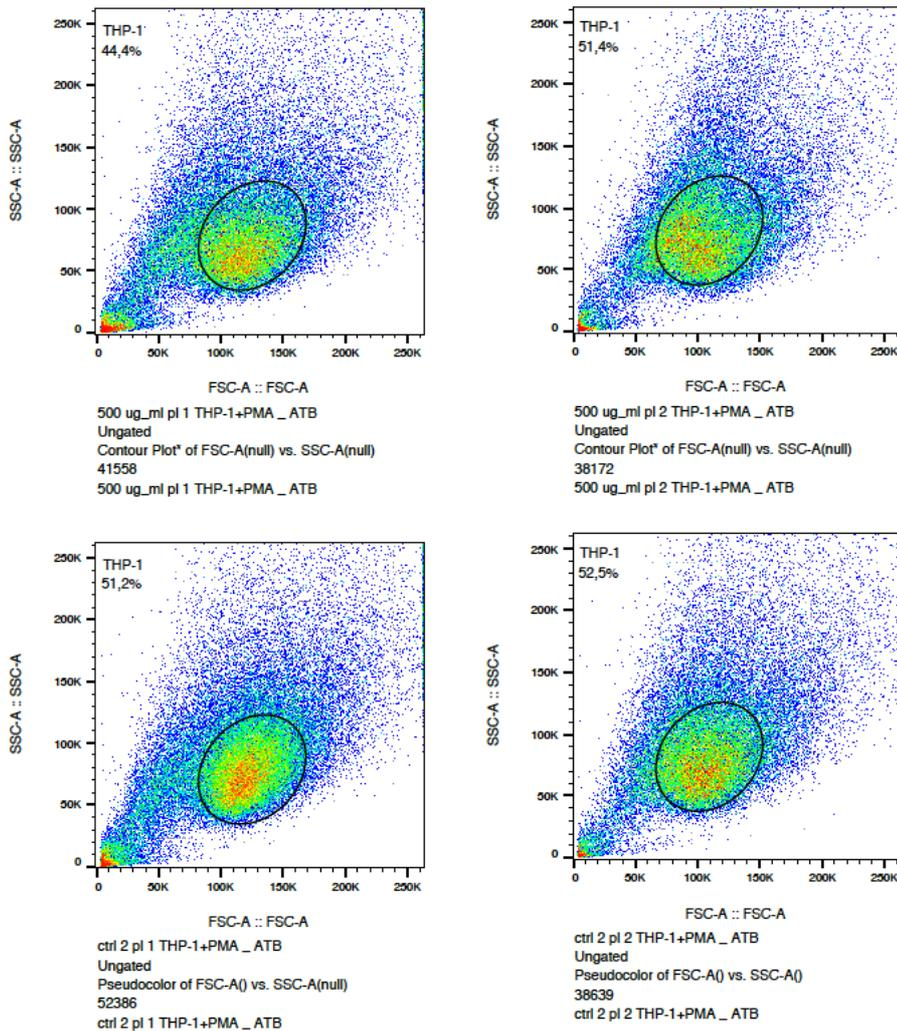 THP-1
44,4%
250K
200K
150K
100K
50K
0
SSC-A :: SSC-A
0 50K 100K 150K 200K 250K
FSC-A :: FSC-A
500 ug_ml pl 1 THP-1+PMA _ ATB
Ungated
Contour Plot* of FSC-A(null) vs. SSC-A(null)
41558
500 ug_ml pl 1 THP-1+PMA _ ATB
THP-1
51,4%
250K
200K
150K
100K
50K
0
SSC-A :: SSC-A
0 50K 100K 150K 200K 250K
FSC-A :: FSC-A
500 ug_ml pl 2 THP-1+PMA _ ATB
Ungated
Contour Plot* of FSC-A(null) vs. SSC-A(null)
38172
500 ug_ml pl 2 THP-1+PMA _ ATB
THP-1
51,2%
250K
200K
150K
100K
50K
0
SSC-A :: SSC-A
0 50K 100K 150K 200K 250K
FSC-A :: FSC-A
ctrl 2 pl 1 THP-1+PMA _ ATB
Ungated
Pseudocolor of FSC-A() vs. SSC-A(null)
52386
ctrl 2 pl 1 THP-1+PMA _ ATB
THP-1
52,5%
250K
200K
150K
100K
50K
0
SSC-A :: SSC-A
0 50K 100K 150K 200K 250K
FSC-A :: FSC-A
ctrl 2 pl 2 THP-1+PMA _ ATB
Ungated
Pseudocolor of FSC-A() vs. SSC-A()
38639
ctrl 2 pl 2 THP-1+PMA _ ATB